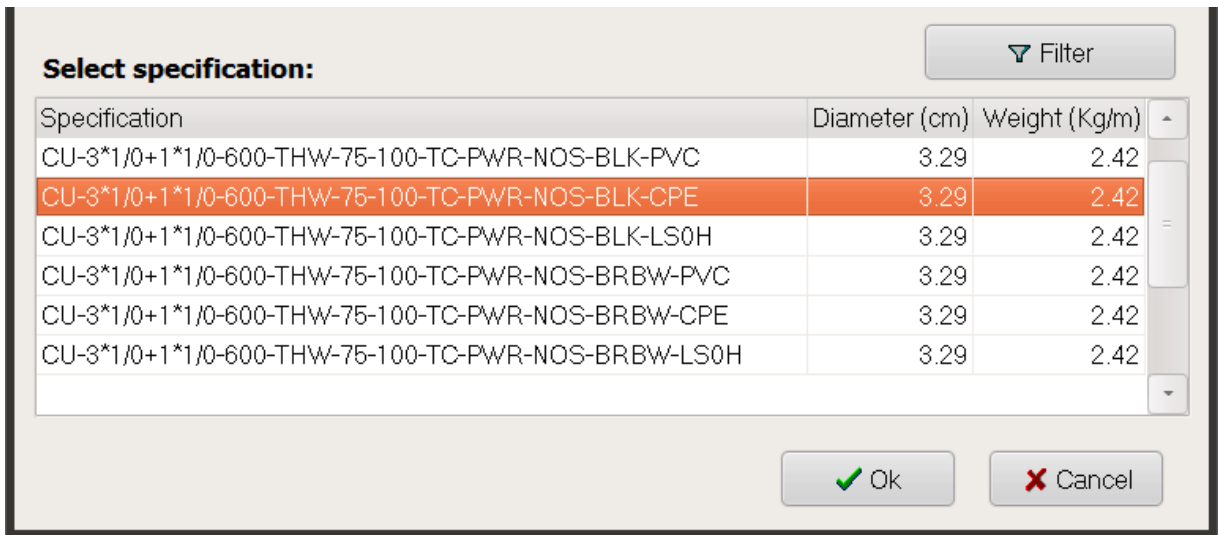 Filter
Select specification:
Specification Diameter (cm) Weight (Kg/m)
CU-3*1/0+1*1/0-600-THW-75-100-TC-PWR-NOS-BLK-PVC 3.29 2.42
CU-3*1/0+1*1/0-600-THW-75-100-TC-PWR-NOS-BLK-CPE 3.29 2.42
CU-3*1/0+1*1/0-600-THW-75-100-TC-PWR-NOS-BLK-LS0H 3.29 2.42
CU-3*1/0+1*1/0-600-THW-75-100-TC-PWR-NOS-BRBW-PVC 3.29 2.42
CU-3*1/0+1*1/0-600-THW-75-100-TC-PWR-NOS-BRBW-CPE 3.29 2.42
CU-3*1/0+1*1/0-600-THW-75-100-TC-PWR-NOS-BRBW-LS0H 3.29 2.42
Ok Cancel